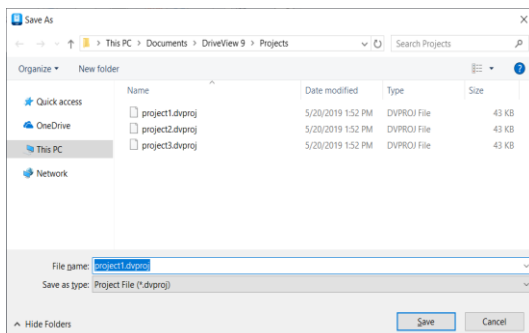 Save As
This PC > Documents > DriveView 9 > Projects
Search Projects
Organize
New folder
Name Date modified Type Size
Quick access
OneDrive
This PC
Network
project1.dvproj 5/20/2019 1:52 PM DVPROJ File 43 KB
project2.dvproj 5/20/2019 1:52 PM DVPROJ File 43 KB
project3.dvproj 5/20/2019 1:52 PM DVPROJ File 43 KB
File name: project1.dvproj
Save as type: Project File (*.dvproj)
Hide Folders
Save
Cancel